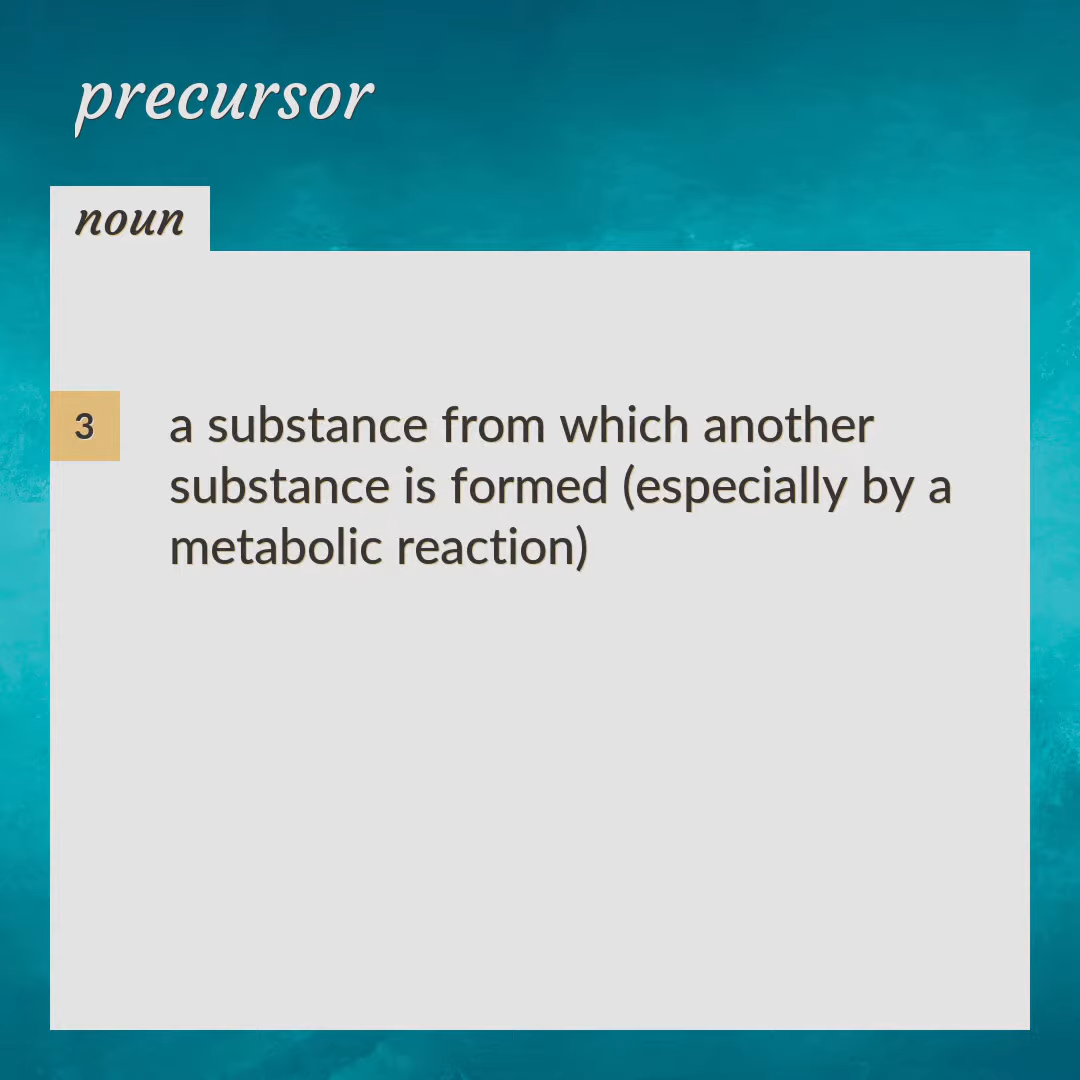 precursor
noun
3
a substance from which another
substance is formed (especially by a
metabolic reaction)